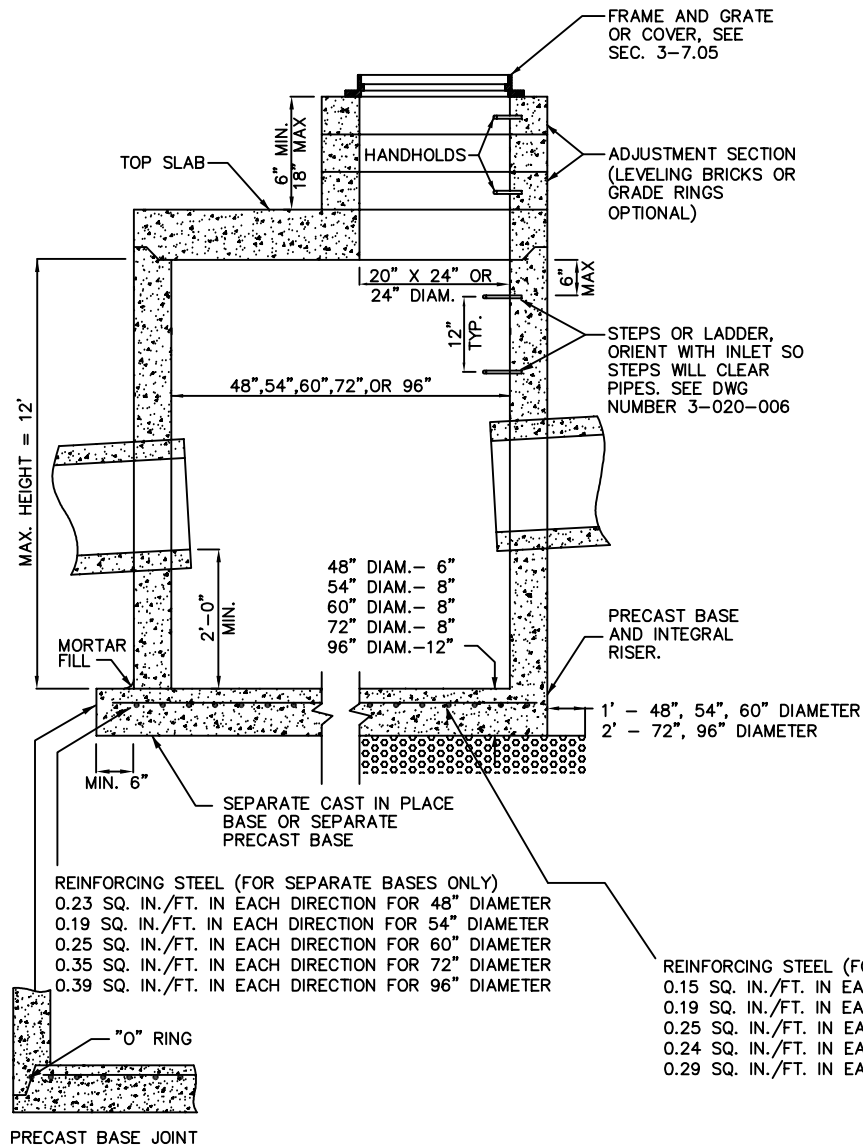 FRAME AND GRATE
OR COVER, SEE
SEC. 3-7.05
6" MIN.
18" MAX
TOP SLAB
HANDHOLDS
ADJUSTMENT SECTION
(LEVELING BRICKS OR
GRADE RINGS
OPTIONAL)
20" X 24" OR
24" DIAM.
6"
MAX
12"
TYP.
STEPS OR LADDER,
ORIENT WITH INLET SO
STEPS WILL CLEAR
PIPES. SEE DWG
NUMBER 3-020-006
48",54",60",72",OR 96"
MAX. HEIGHT = 12'
2'-0"
MIN.
48" DIAM.- 6"
54" DIAM.- 8"
60" DIAM.- 8"
72" DIAM.- 8"
96" DIAM.-12"
MORTAR
FILL
PRECAST BASE
AND INTEGRAL
RISER.
1' - 48", 54", 60" DIAMETER
2' - 72", 96" DIAMETER
MIN. 6"
SEPARATE CAST IN PLACE
BASE OR SEPARATE
PRECAST BASE
REINFORCING STEEL (FOR SEPARATE BASES ONLY)
0.23 SQ. IN./FT. IN EACH DIRECTION FOR 48" DIAMETER
0.19 SQ. IN./FT. IN EACH DIRECTION FOR 54" DIAMETER
0.25 SQ. IN./FT. IN EACH DIRECTION FOR 60" DIAMETER
0.35 SQ. IN./FT. IN EACH DIRECTION FOR 72" DIAMETER
0.39 SQ. IN./FT. IN EACH DIRECTION FOR 96" DIAMETER
REINFORCING STEEL
0.15 SQ. IN./FT. IN
0.19 SQ. IN./FT. IN
0.25 SQ. IN./FT. IN
0.24 SQ. IN./FT. IN
0.29 SQ. IN./FT. IN
"O" RING
PRECAST BASE JOINT